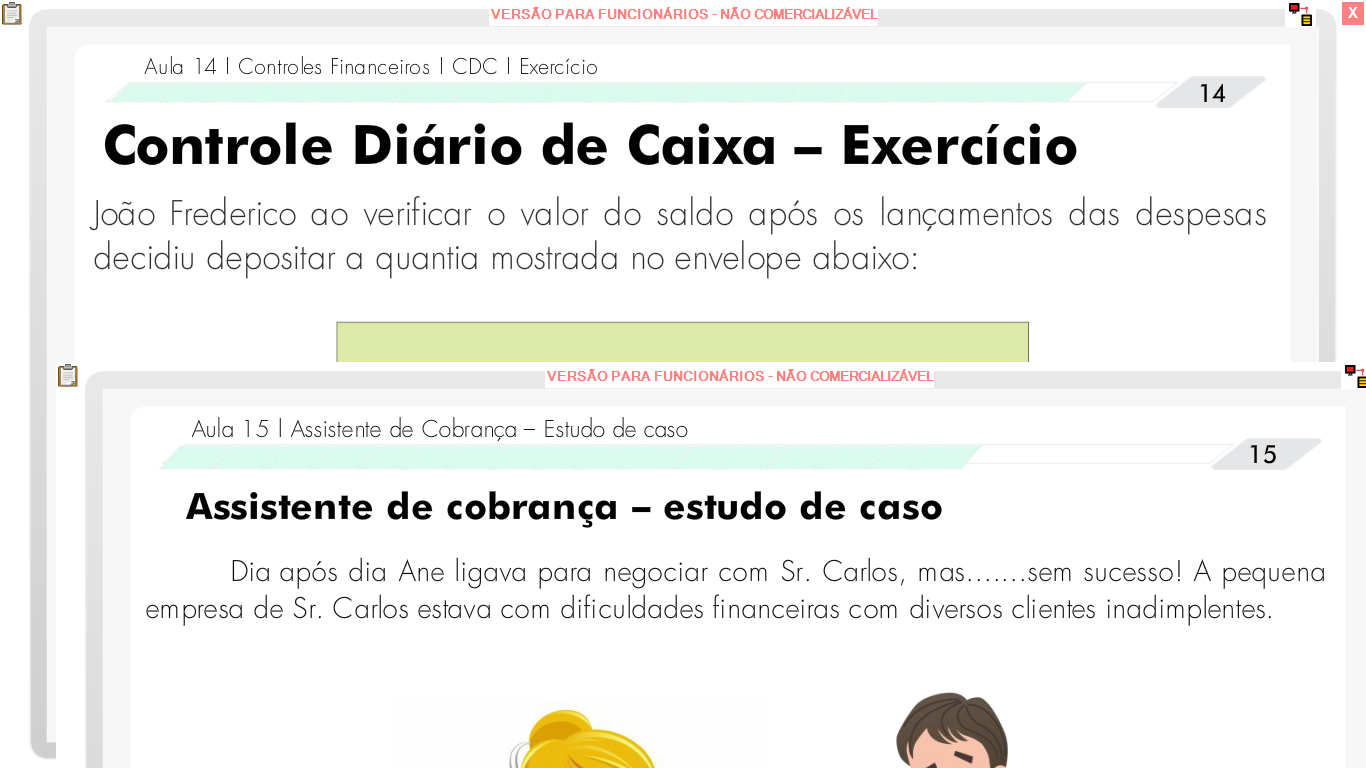 VERSÃO PARA FUNCIONÁRIOS - NÃO COMERCIALIZÁVEL
X
Aula 14 | Controles Financeiros | CDC | Exercício
14
Controle Diário de Caixa – Exercício
João Frederico ao verificar o valor do saldo após os lançamentos das despesas
decidiu depositar a quantia mostrada no envelope abaixo:
VERSÃO PARA FUNCIONÁRIOS - NÃO COMERCIALIZÁVEL
Aula 15 | Assistente de Cobrança – Estudo de caso
15
Assistente de cobrança – estudo de caso
Dia após dia Ane ligava para negociar com Sr. Carlos, mas.......sem sucesso! A pequena
empresa de Sr. Carlos estava com dificuldades financeiras com diversos clientes inadimplentes.